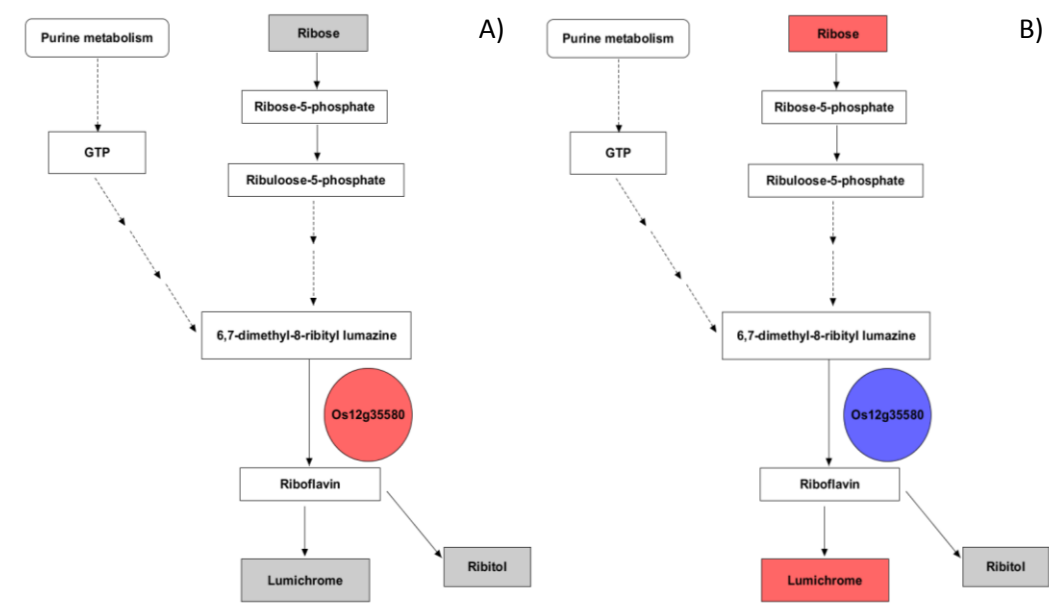 A)
Purine metabolism
Ribose
Ribose-5-phosphate
GTP
Ribuloose-5-phosphate
6,7-dimethyl-8-ribityl lumazine
Os12g35580
Riboflavin
Lumichrome
Ribitol
B)
Purine metabolism
Ribose
Ribose-5-phosphate
GTP
Ribuloose-5-phosphate
6,7-dimethyl-8-ribityl lumazine
Os12g35580
Riboflavin
Lumichrome
Ribitol